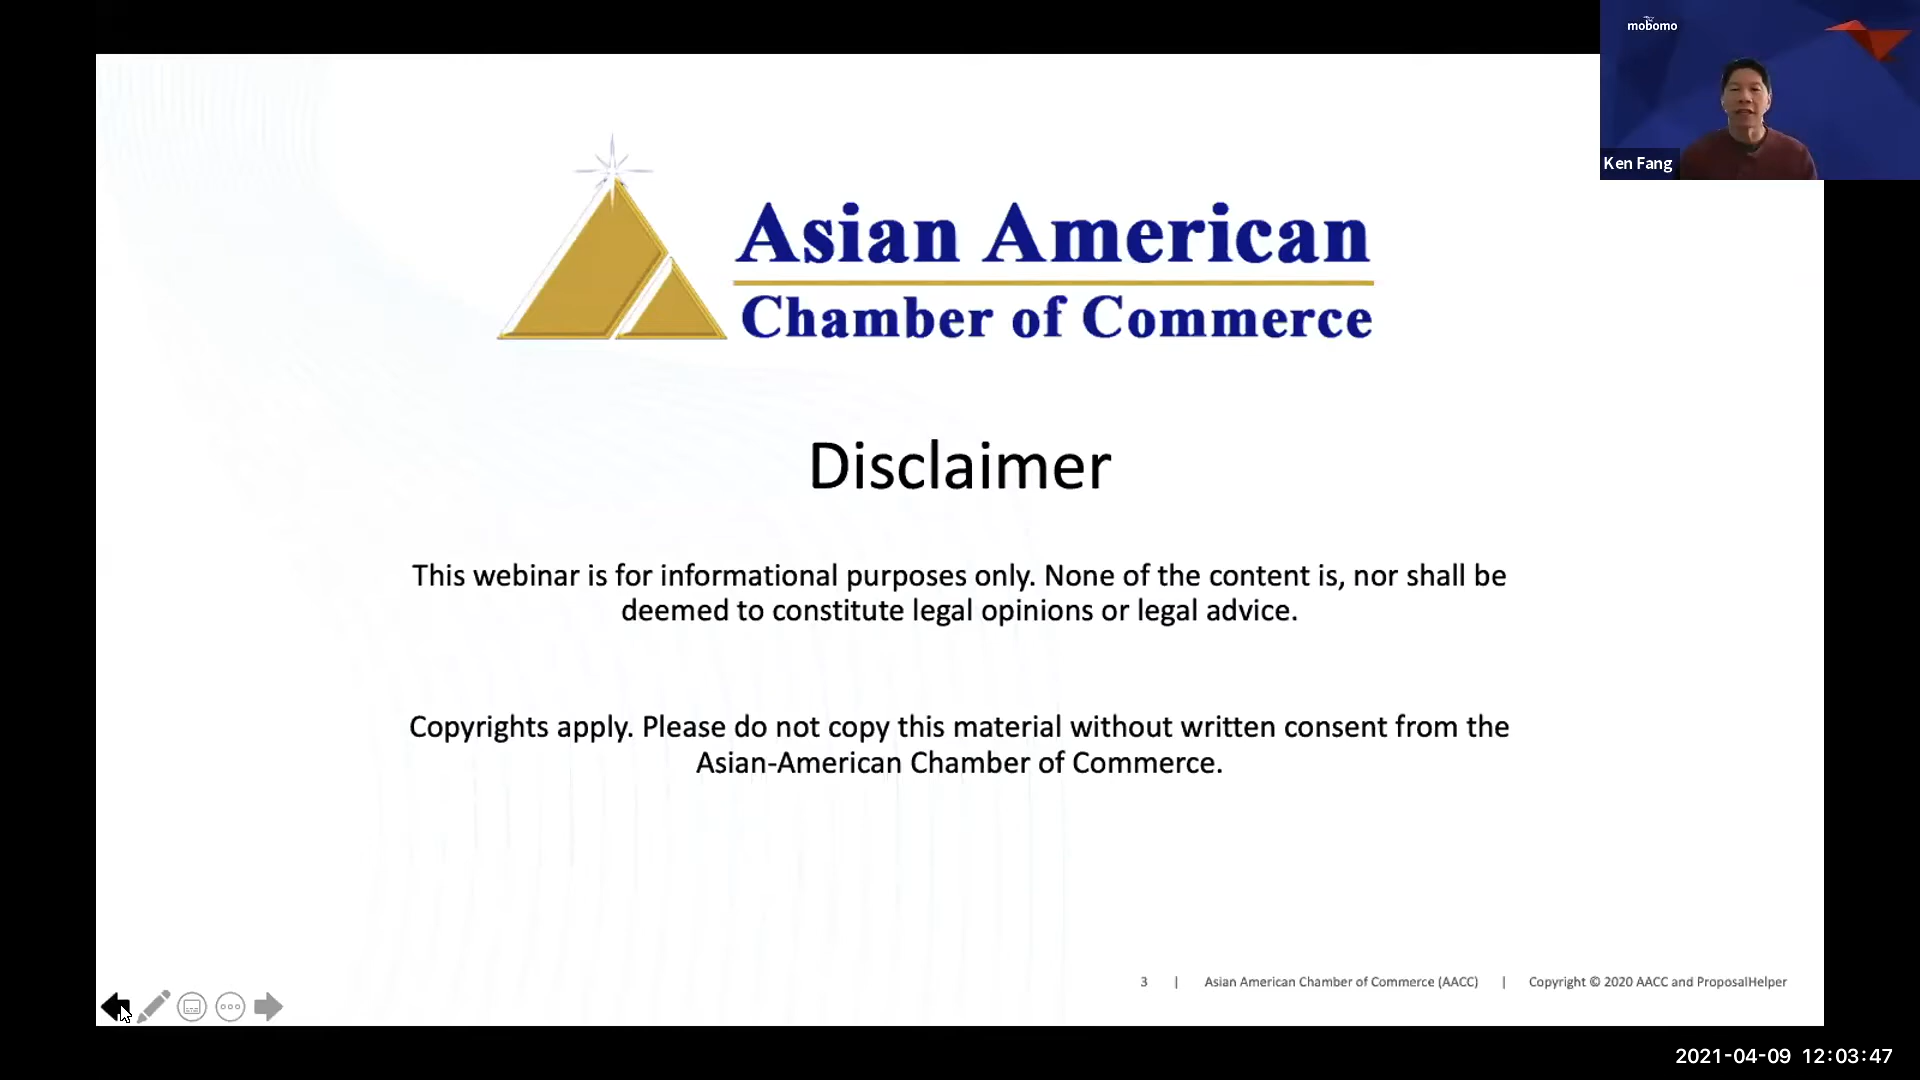 mobomo
Ken Fang
Asian American
Chamber of Commerce
Disclaimer
This webinar is for informational purposes only. None of the content is, nor shall be
deemed to constitute legal opinions or legal advice.
Copyrights apply. Please do not copy this material without written consent from the
Asian-American Chamber of Commerce.
3 | Asian American Chamber of Commerce (AACC) | Copyright © 2020 AACC and ProposalHelper
2021-04-09 12:03:47